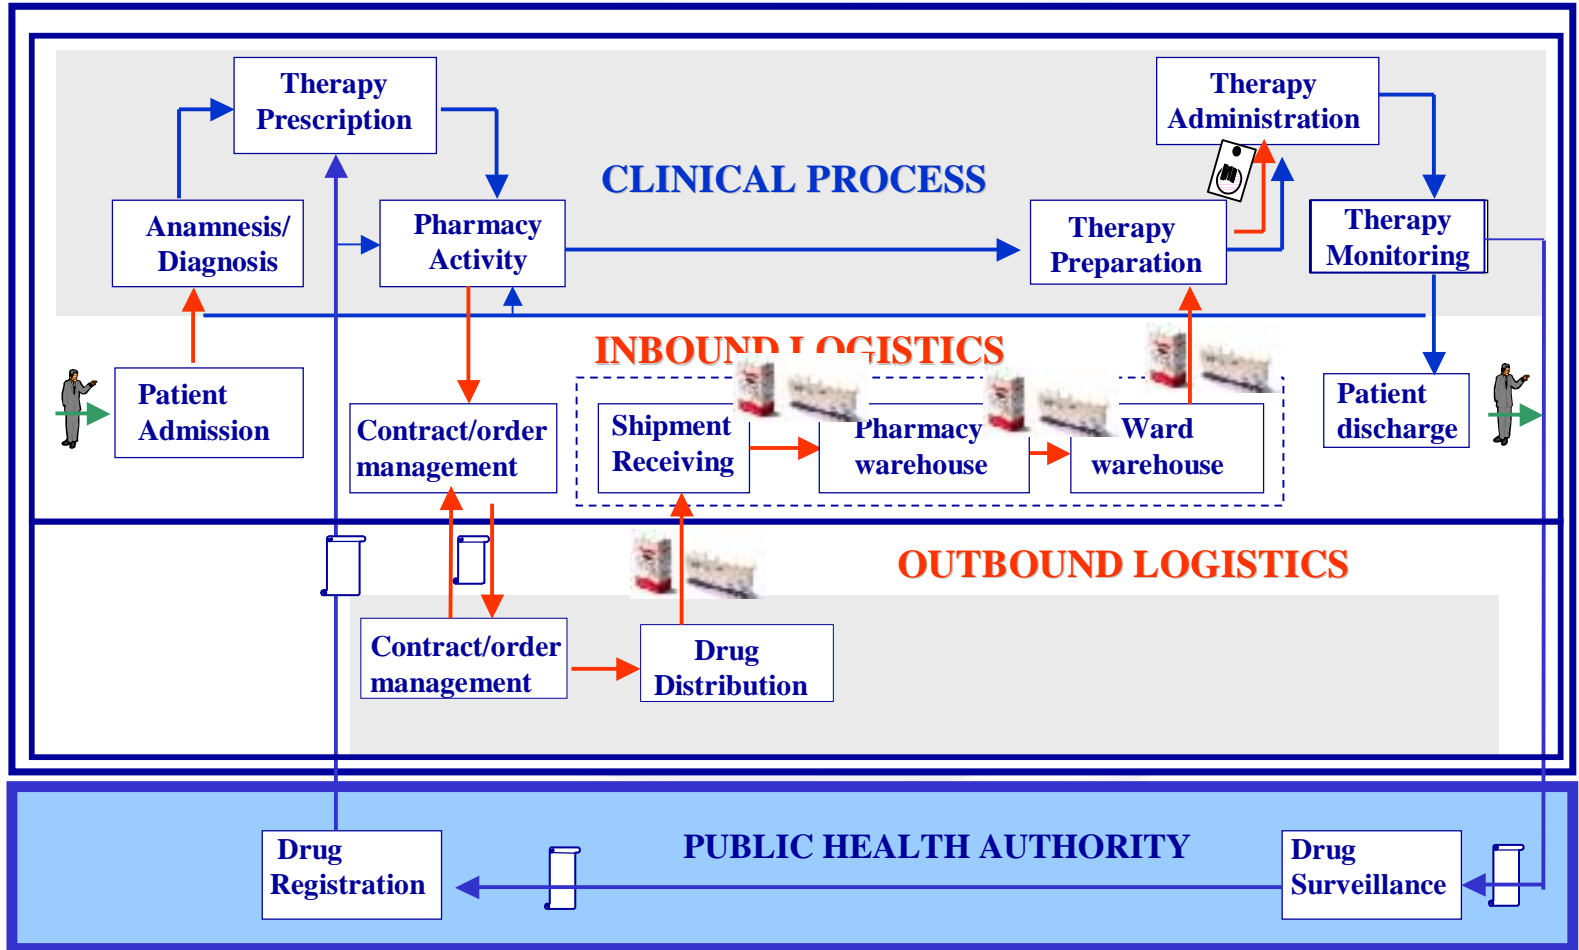 Therapy
Prescription
Therapy
Administration
CLINICAL PROCESS
Anamnesis/
Diagnosis
Pharmacy
Activity
Therapy
Preparation
Therapy
Monitoring
INBOUND LOGISTICS
Patient
Admission
Contract/order
management
Shipment
Receiving
Pharmacy
warehouse
Ward
warehouse
Patient
discharge
OUTBOUND LOGISTICS
Contract/order
management
Drug
Distribution
PUBLIC HEALTH AUTHORITY
Drug
Registration
Drug
Surveillance